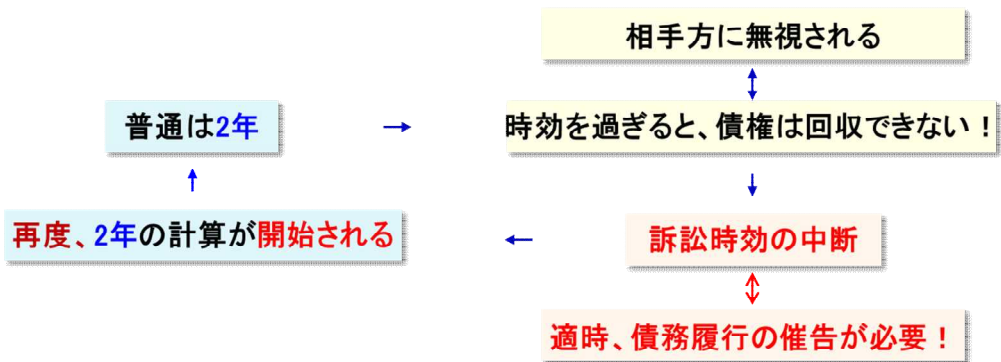 相手方に無視される
普通は2年
時効を過ぎると、債権は回収できない！
再度、2年の計算が開始される
訴訟時効の中断
適時、債務履行の催告が必要！